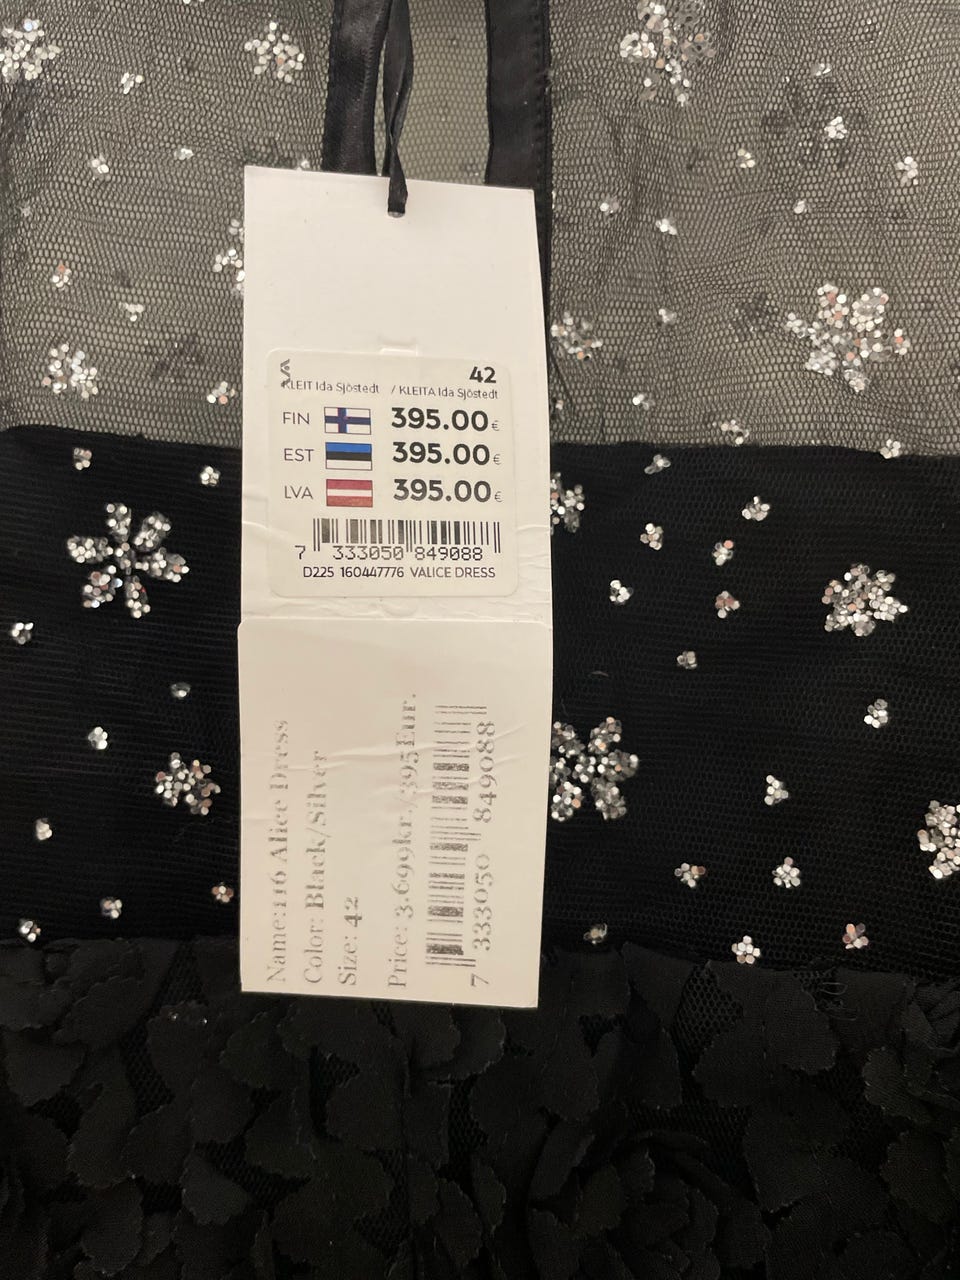 42
KLEIT Ida Sjöstedt / KLEITA Ida Sjöstedt
FIN 395.00€
EST 395.00€
LVA 395.00€
7 333050 849088
D225 160447776 VALICE DRESS
Name: 116 Alice Dress
Color: Black/Silver
Size: 42
Price: 3.699kr./395Eur.
7 333050 849088